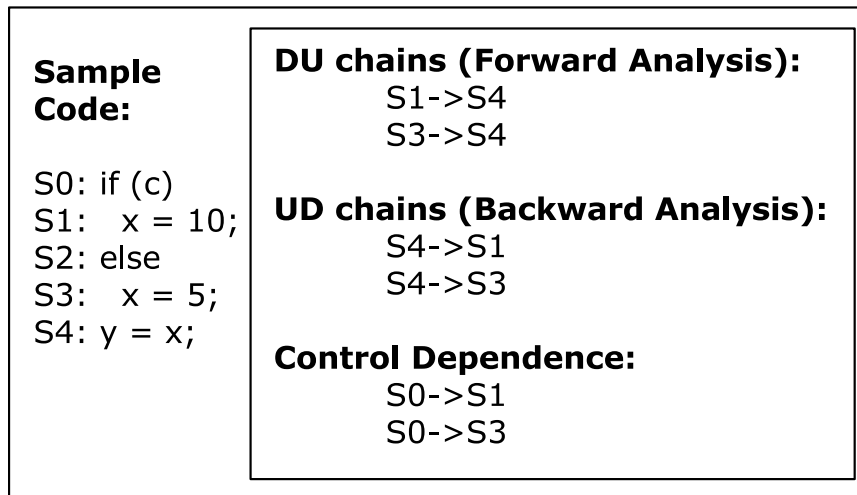 Sample
Code:
S0: if (c)
S1: x = 10;
S2: else
S3: x = 5;
S4: y = x;
DU chains (Forward Analysis):
S1->S4
S3->S4
UD chains (Backward Analysis):
S4->S1
S4->S3
Control Dependence:
S0->S1
S0->S3